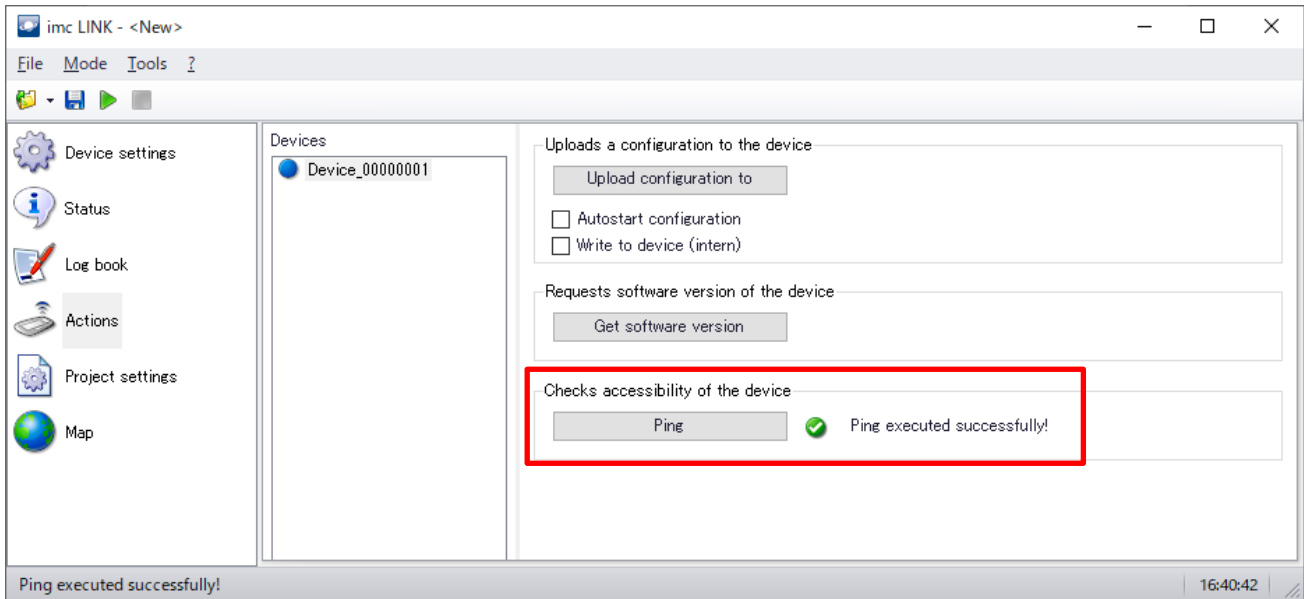 imc LINK - <New>
File Mode Tools ?
Device settings
Status
Log book
Actions
Project settings
Map
Devices
Device_00000001
Uploads a configuration to the device
Upload configuration to
Autostart configuration
Write to device (intern)
Requests software version of the device
Get software version
Checks accessibility of the device
Ping
Ping executed successfully!
Ping executed successfully!
16:40:42